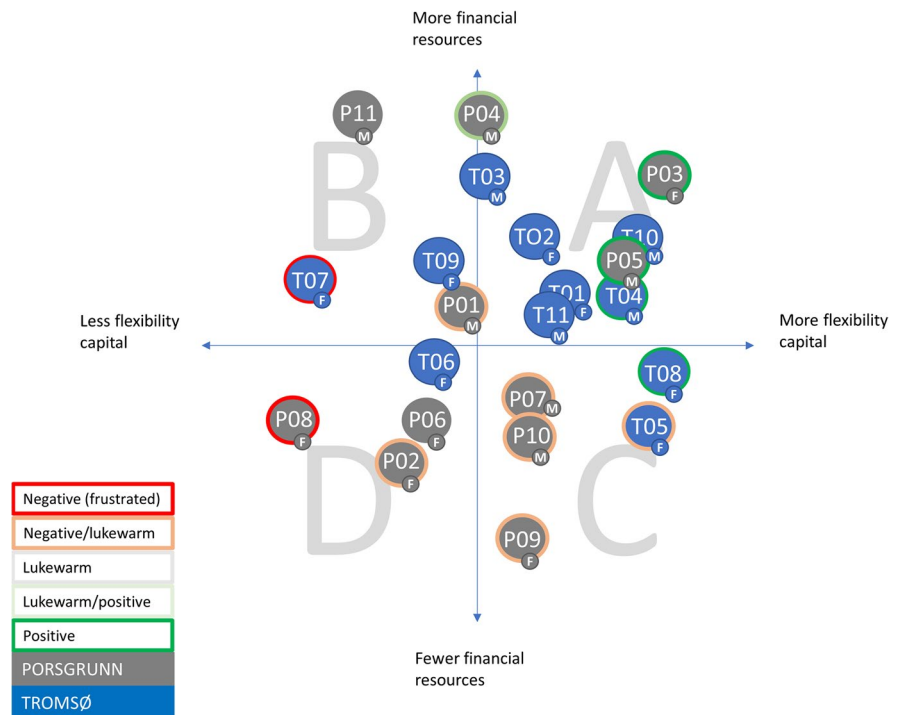 More financial
resources
P11
M
P04
M
B
A
T03
M
P03
F
TO2
F
T10
M
T09
F
P05
M
T07
F
T01
F
T04
M
P01
M
T11
M
Less flexibility
capital
More flexibility
capital
T06
F
T08
F
P07
M
P08
F
P06
F
T05
F
P10
M
P02
F
D
C
P09
F
Negative (frustrated)
Negative/lukewarm
Lukewarm
Lukewarm/positive
Positive
PORSGRUNN
TROMSØ
Fewer financial
resources